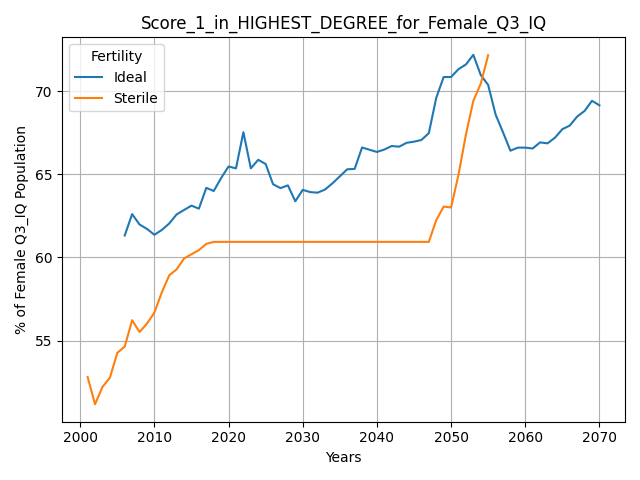 Score_1_in_HIGHEST_DEGREE_for_Female_Q3_IQ
Fertility
Ideal
Sterile
% of Female Q3_IQ Population
70
65
60
55
2000 2010 2020 2030 2040 2050 2060 2070
Years